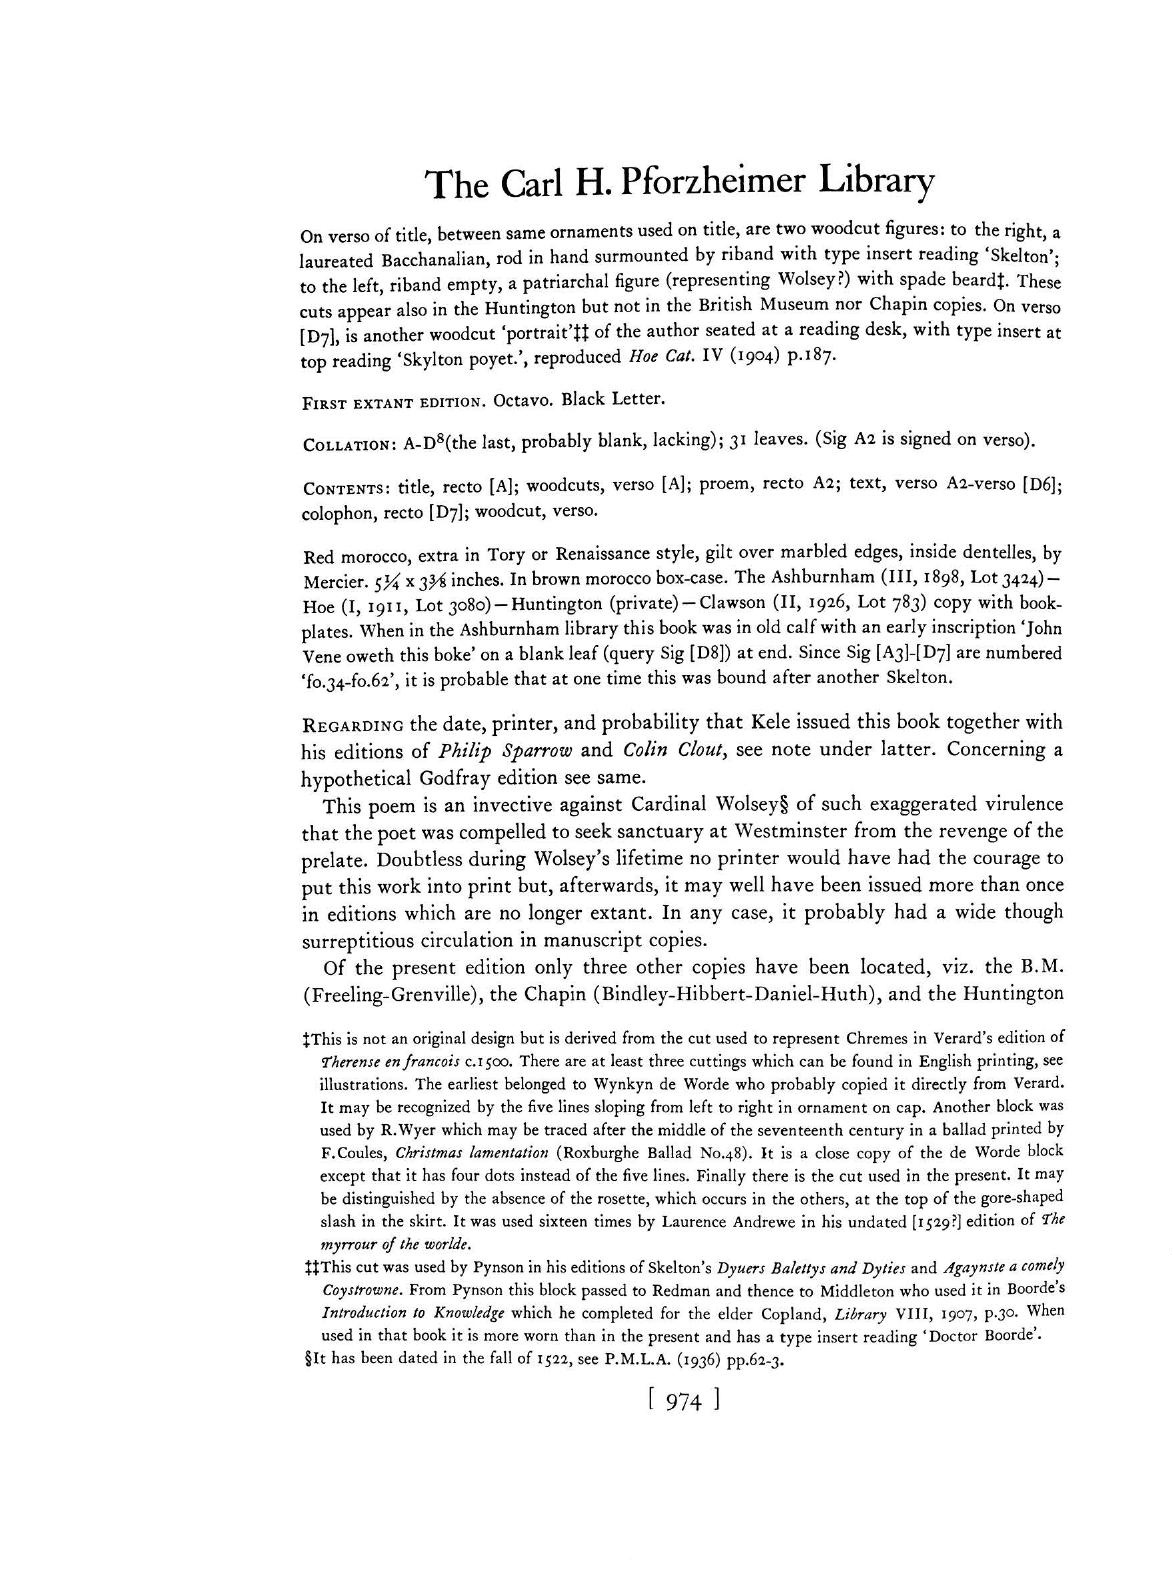 The Carl H. Pforzheimer Library
On verso of title, between same ornaments used on title, are two woodcut figures: to the right, a
laureated Bacchanalian, rod in hand surmounted by riband with type insert reading ‘Skelton’;
to the left, riband empty, a patriarchal figure (representing Wolsey?) with spade beard‡. These
cuts appear also in the Huntington but not in the British Museum nor Chapin copies. On verso
[D7], is another woodcut ‘portrait’‡‡ of the author seated at a reading desk, with type insert at
top reading ‘Skylton poyet.’, reproduced Hoe Cat. IV (1904) p.187.
FIRST EXTANT EDITION. Octavo. Black Letter.
COLLATION: A-D⁸(the last, probably blank, lacking); 31 leaves. (Sig A2 is signed on verso).
CONTENTS: title, recto [A]; woodcuts, verso [A]; proem, recto A2; text, verso A2-verso [D6];
colophon, recto [D7]; woodcut, verso.
Red morocco, extra in Tory or Renaissance style, gilt over marbled edges, inside dentelles, by
Mercier. 5¼ x 3⅜ inches. In brown morocco box-case. The Ashburnham (III, 1898, Lot 3424)—
Hoe (I, 1911, Lot 3080)—Huntington (private)—Clawson (II, 1926, Lot 783) copy with book-
plates. When in the Ashburnham library this book was in old calf with an early inscription ‘John
Vene oweth this boke’ on a blank leaf (query Sig [D8]) at end. Since Sig [A3]-[D7] are numbered
‘fo.34-fo.62’, it is probable that at one time this was bound after another Skelton.
REGARDING the date, printer, and probability that Kele issued this book together with
his editions of Philip Sparrow and Colin Clout, see note under latter. Concerning a
hypothetical Godfray edition see same.
This poem is an invective against Cardinal Wolsey§ of such exaggerated virulence
that the poet was compelled to seek sanctuary at Westminster from the revenge of the
prelate. Doubtless during Wolsey’s lifetime no printer would have had the courage to
put this work into print but, afterwards, it may well have been issued more than once
in editions which are no longer extant. In any case, it probably had a wide though
surreptitious circulation in manuscript copies.
Of the present edition only three other copies have been located, viz. the B.M.
(Freeling-Grenville), the Chapin (Bindley-Hibbert-Daniel-Huth), and the Huntington
‡This is not an original design but is derived from the cut used to represent Chremes in Verard’s edition of
Therense en francois c.1500. There are at least three cuttings which can be found in English printing, see
illustrations. The earliest belonged to Wynkyn de Worde who probably copied it directly from Verard.
It may be recognized by the five lines sloping from left to right in ornament on cap. Another block was
used by R.Wyer which may be traced after the middle of the seventeenth century in a ballad printed by
F.Coules, Christmas lamentation (Roxburghe Ballad No.48). It is a close copy of the de Worde block
except that it has four dots instead of the five lines. Finally there is the cut used in the present. It may
be distinguished by the absence of the rosette, which occurs in the others, at the top of the gore-shaped
slash in the skirt. It was used sixteen times by Laurence Andrewe in his undated [1529?] edition of The
myrrour of the worlde.
‡‡This cut was used by Pynson in his editions of Skelton’s Dyuers Balettys and Dyties and Agaynste a comely
Coystrowne. From Pynson this block passed to Redman and thence to Middleton who used it in Boorde’s
Introduction to Knowledge which he completed for the elder Copland, Library VIII, 1907, p.30. When
used in that book it is more worn than in the present and has a type insert reading ‘Doctor Boorde’.
§It has been dated in the fall of 1522, see P.M.L.A. (1936) pp.62-3.
[ 974 ]